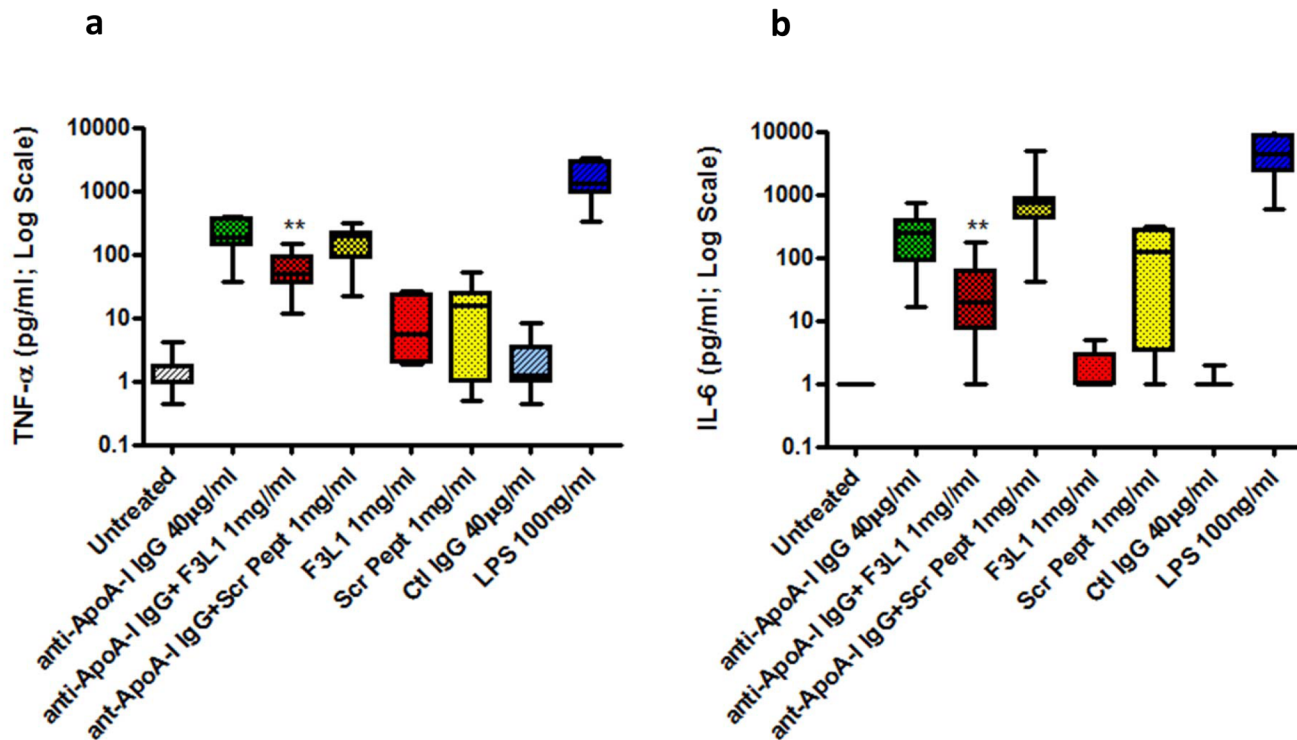 a
TNF-α (pg/ml; Log Scale)
10000
1000
100
10
1
0.1
**
Untreated
anti-ApoA-I IgG 40µg/ml
anti-ApoA-I IgG+ F3L1 1mg//ml
ant-ApoA-I IgG+Scr Pept 1mg/ml
F3L1 1mg/ml
Scr Pept 1mg/ml
Ctl IgG 40µg/ml
LPS 100ng/ml
b
IL-6 (pg/ml; Log Scale)
10000
1000
100
10
1
0.1
**
Untreated
anti-ApoA-I IgG 40µg/ml
anti-ApoA-I IgG+ F3L1 1mg//ml
ant-ApoA-I IgG+Scr Pept 1mg/ml
F3L1 1mg/ml
Scr Pept 1mg/ml
Ctl IgG 40µg/ml
LPS 100ng/ml